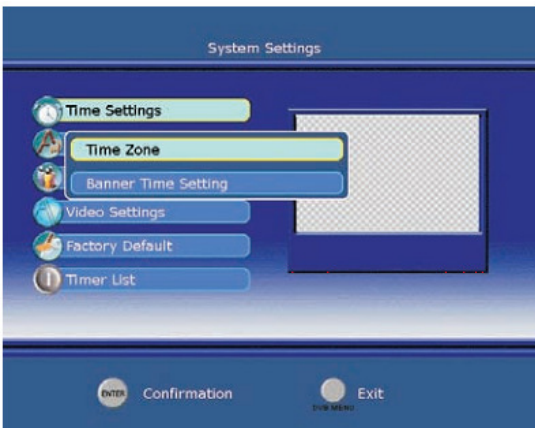 System Settings
Time Settings
Time Zone
Banner Time Setting
Video Settings
Factory Default
Timer List
ENTER Confirmation
DVB MENU Exit